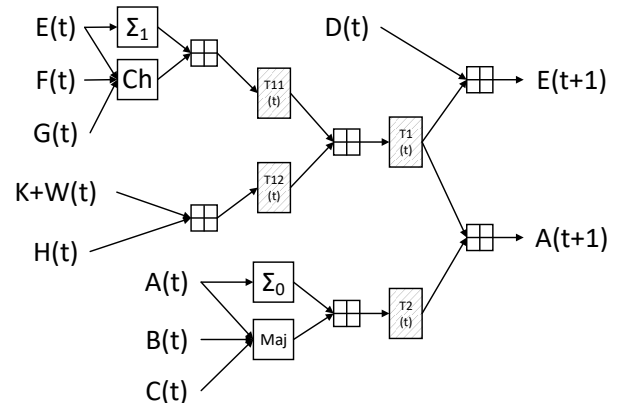 E(t)
Σ1
D(t)
F(t)
Ch
T11
(t)
E(t+1)
G(t)
T1
(t)
K+W(t)
T12
(t)
H(t)
A(t+1)
A(t)
Σ0
T2
(t)
B(t)
Maj
C(t)